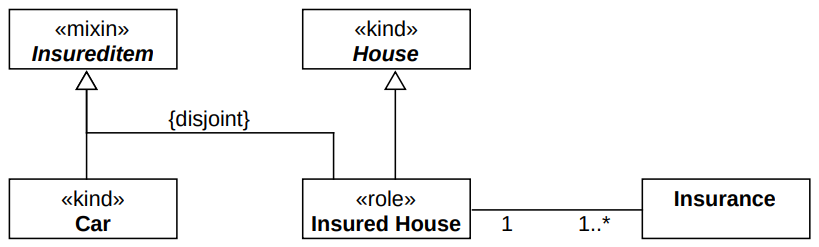 «mixin»
Insureditem
«kind»
House
{disjoint}
«kind»
Car
«role»
Insured House
1
1..*
Insurance